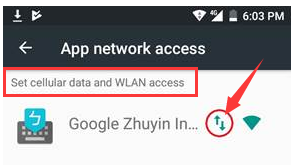 6:03 PM
App network access
Set cellular data and WLAN access
Google Zhuyin In...